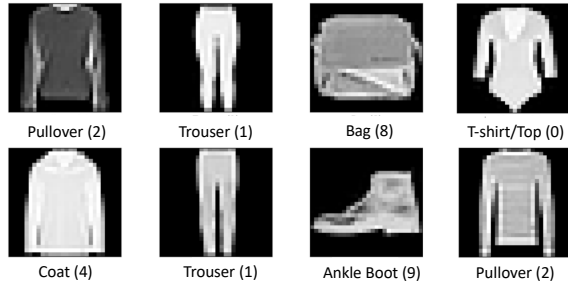 Pullover (2) Trouser (1) Bag (8) T-shirt/Top (0)
Coat (4) Trouser (1) Ankle Boot (9) Pullover (2)